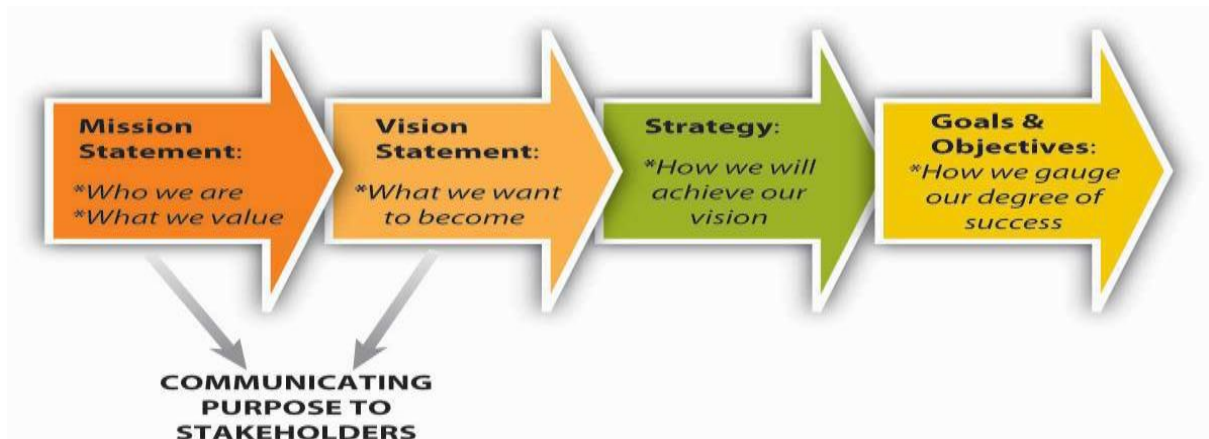 Mission
Statement:
*Who we are
*What we value
Vision
Statement:
*What we want
to become
Strategy:
*How we will
achieve our
vision
Goals &
Objectives:
*How we gauge
our degree of
success
COMMUNICATING
PURPOSE TO
STAKEHOLDERS